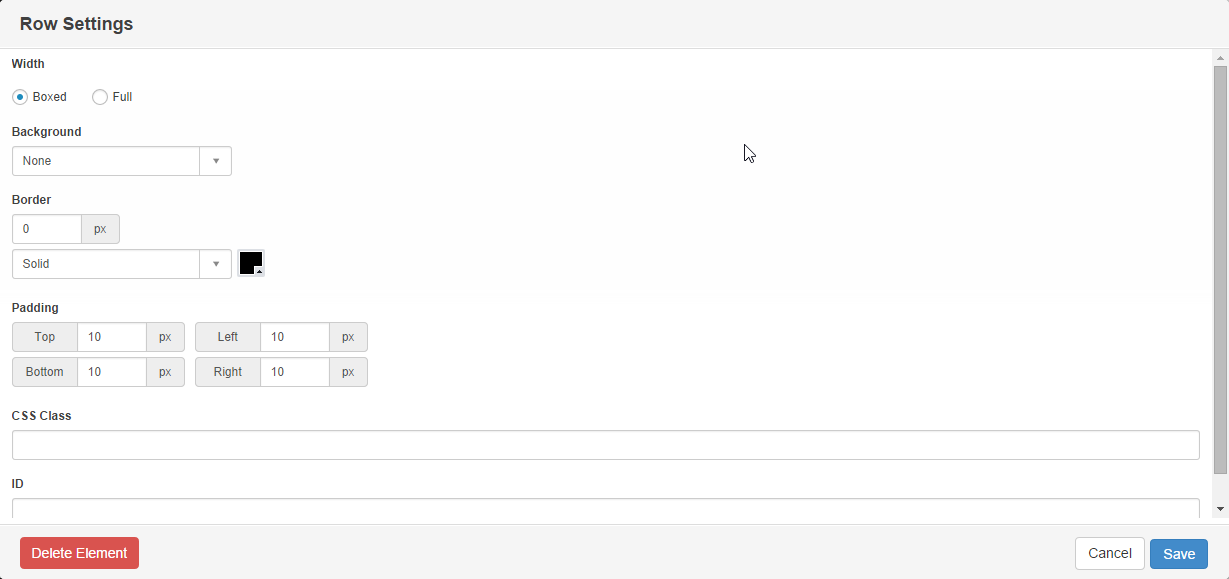 Row Settings
Width
Boxed Full
Background
None
Border
0 px
Solid
Padding
Top 10 px Left 10 px
Bottom 10 px Right 10 px
CSS Class
ID
Delete Element Cancel Save